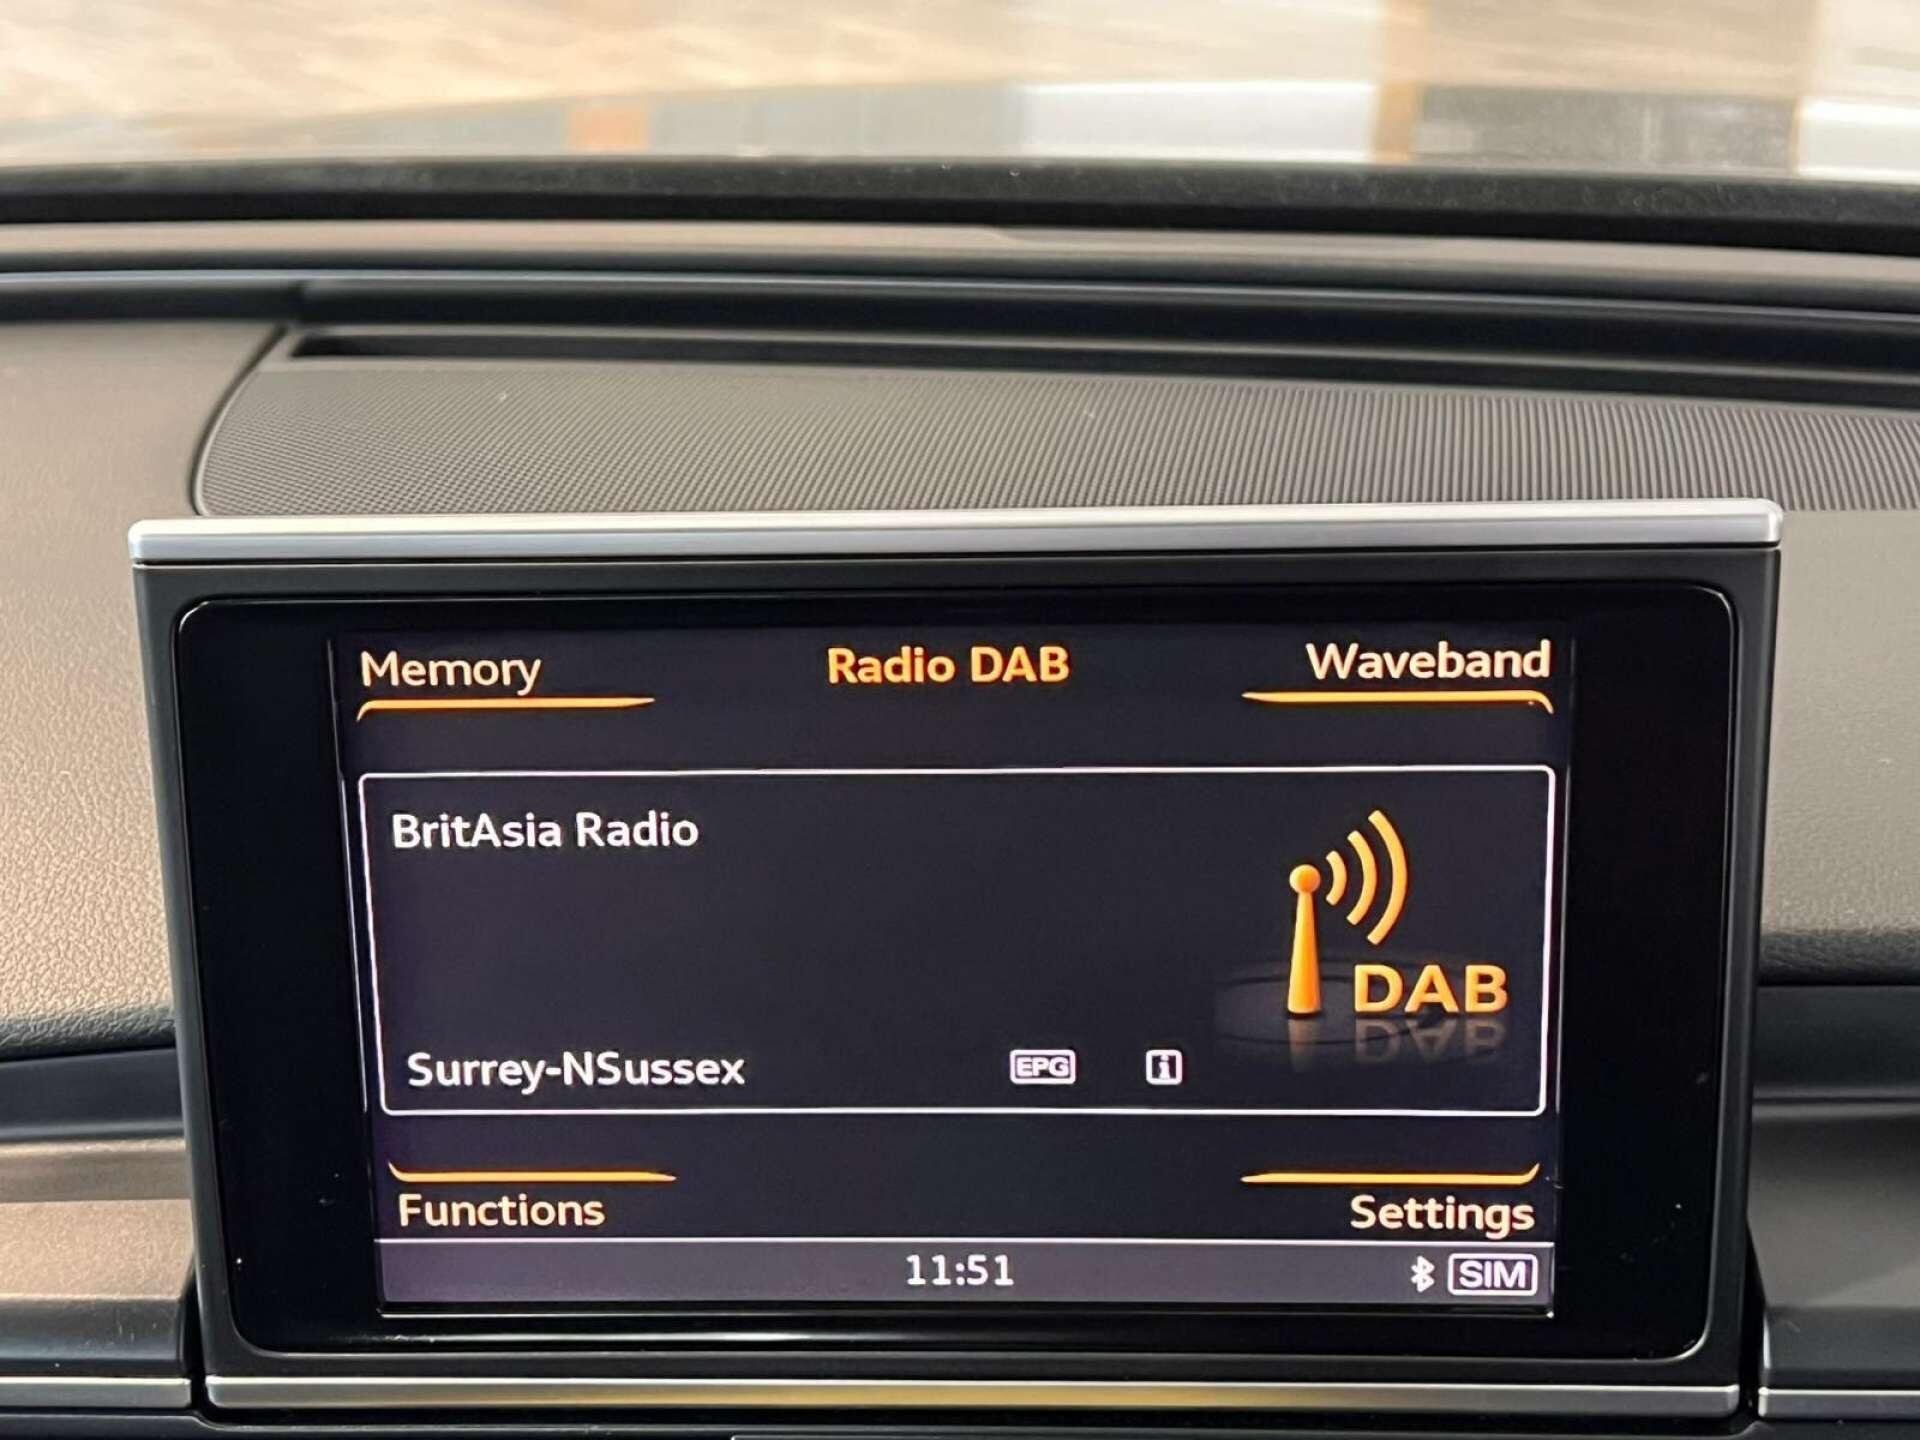 Memory
Radio DAB
Waveband
BritAsia Radio
DAB
Surrey-NSussex
EPG
i
Functions
Settings
11:51
SIM